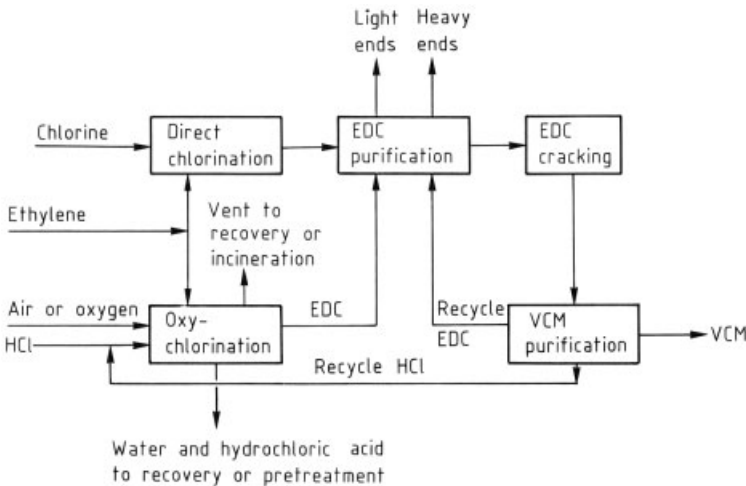 Light
ends
Heavy
ends
Chlorine
Direct
chlorination
EDC
purification
EDC
cracking
Ethylene
Vent to
recovery or
incineration
Air or oxygen
HCl
Oxy-
chlorination
EDC
Recycle
EDC
VCM
purification
VCM
Recycle HCl
Water and hydrochloric acid
to recovery or pretreatment